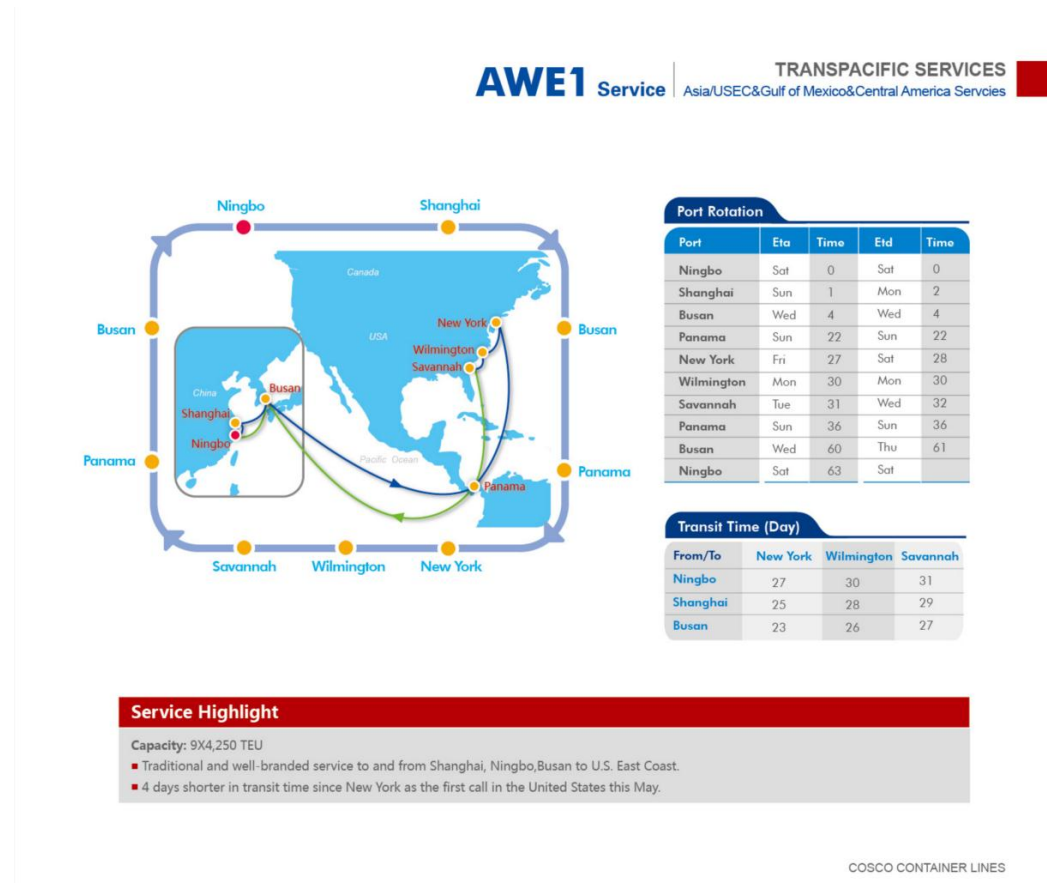 TRANSPACIFIC SERVICES
AWE1 Service
Asia/USEC&Gulf of Mexico&Central America Servcies
Ningbo
Shanghai
Canada
New York
USA
Busan
Busan
Wilmington
Savannah
China
Busan
Shanghai
Ningbo
Panama
Pacific Ocean
Panama
Panama
Savannah
Wilmington
New York
Port Rotation
Port Eta Time Etd Time
Ningbo Sat 0 Sat 0
Shanghai Sun 1 Mon 2
Busan Wed 4 Wed 4
Panama Sun 22 Sun 22
New York Fri 27 Sat 28
Wilmington Mon 30 Mon 30
Savannah Tue 31 Wed 32
Panama Sun 36 Sun 36
Busan Wed 60 Thu 61
Ningbo Sat 63 Sat
Transit Time (Day)
From/To New York Wilmington Savannah
Ningbo 27 30 31
Shanghai 25 28 29
Busan 23 26 27
Service Highlight
Capacity: 9X4,250 TEU
Traditional and well-branded service to and from Shanghai, Ningbo,Busan to U.S. East Coast.
4 days shorter in transit time since New York as the first call in the United States this May.
COSCO CONTAINER LINES